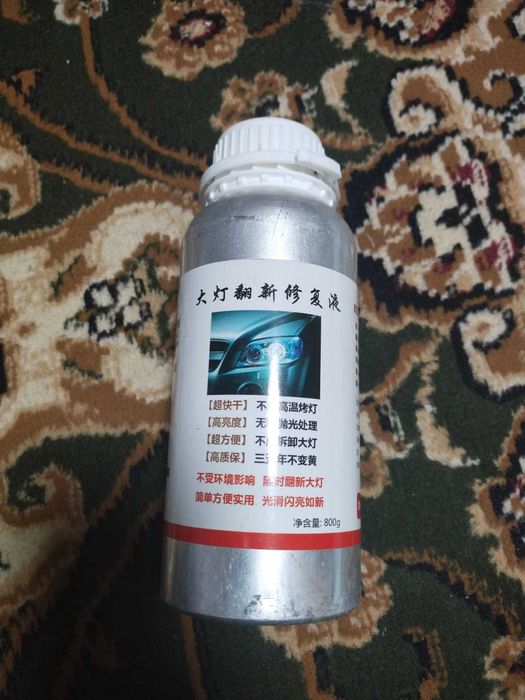 大灯翻新修复液
【超快干】 不 高温烤灯
【高亮度】 无 抛光处理
【超方便】 不 拆卸大灯
【高质保】 三五年不变黄
不受环境影响 随时翻新大灯
简单方便实用 光滑闪亮如新
净含量: 800g